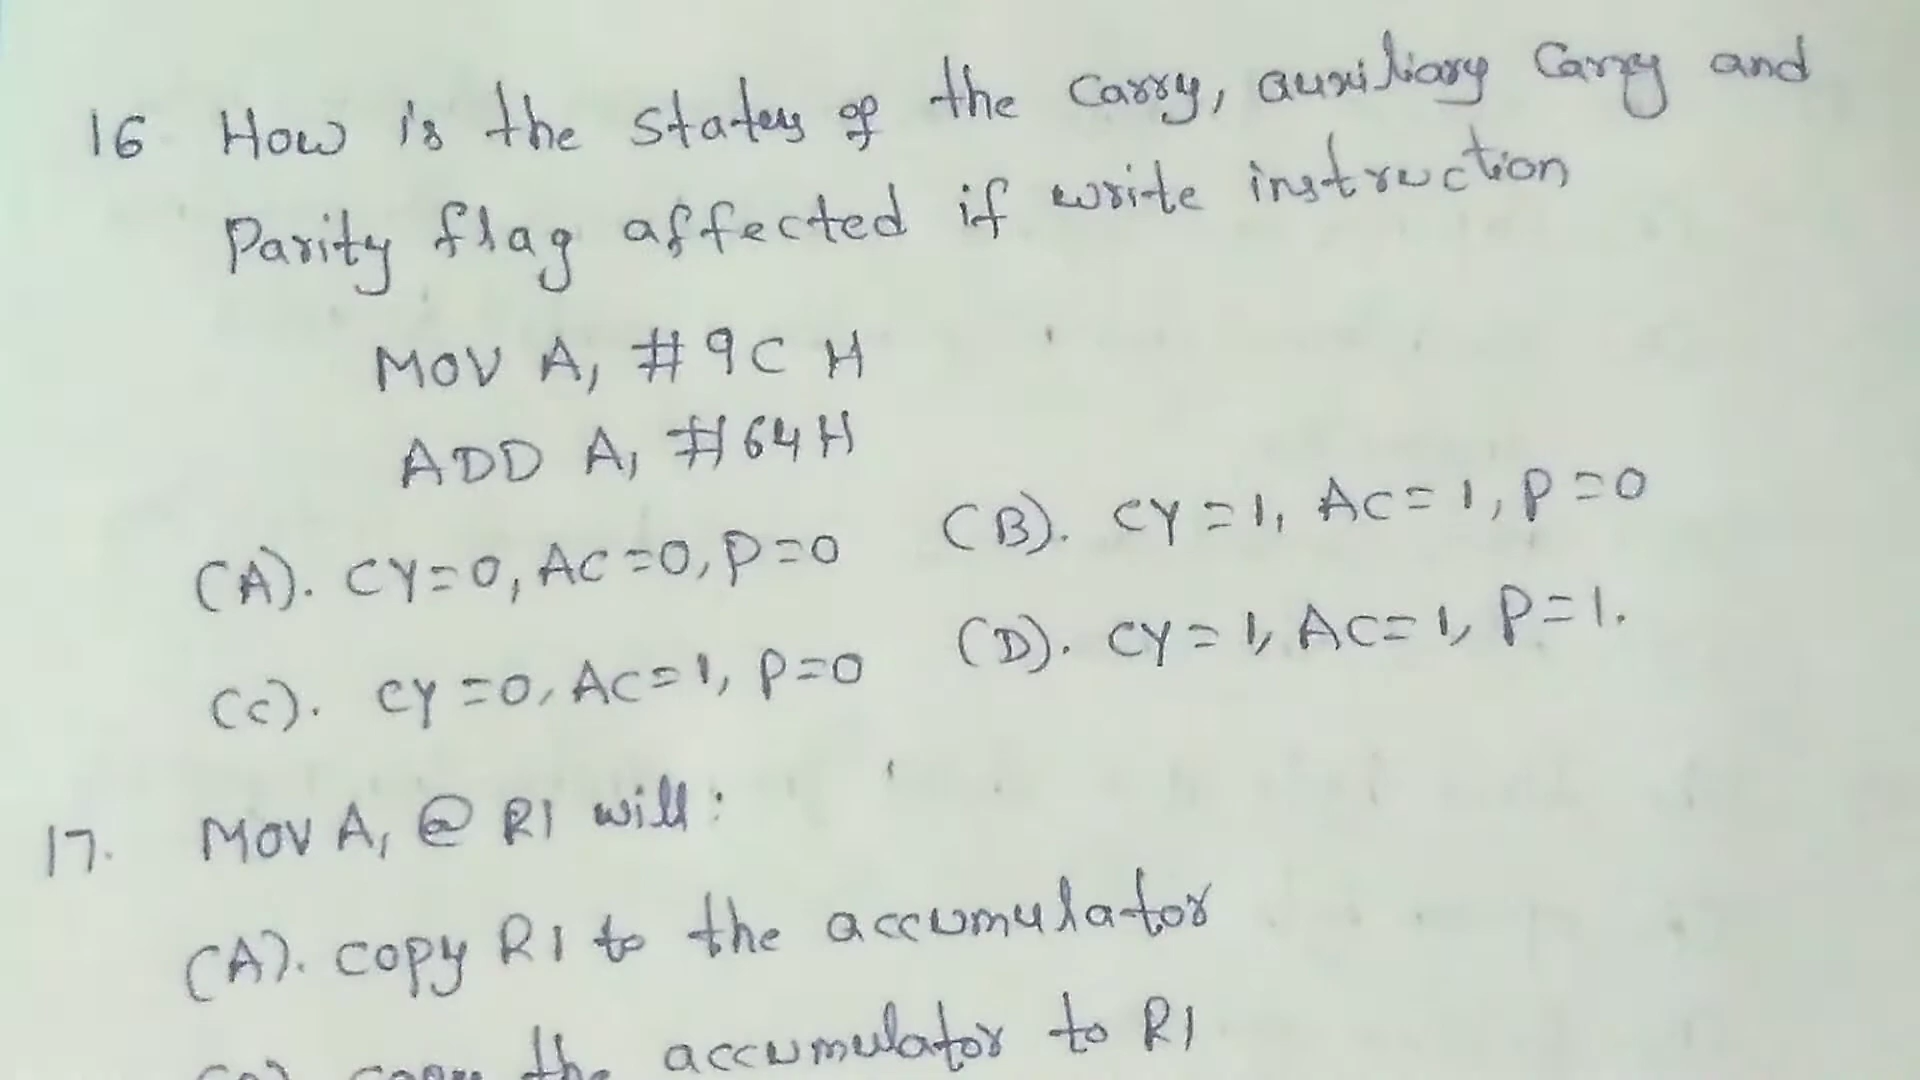 16 How is the status of the carry, auxiliary Carry and
Parity flag affected if write instruction
MOV A, #9C H
ADD A, #64H
(A). CY=0, AC=0, P=0 (B). CY=1, AC=1, P=0
(C). CY=0, AC=1, P=0 (D). CY=1, AC=1, P=1.
17. MOV A, @ R1 will:
(A). copy R1 to the accumulator
the accumulator to R1